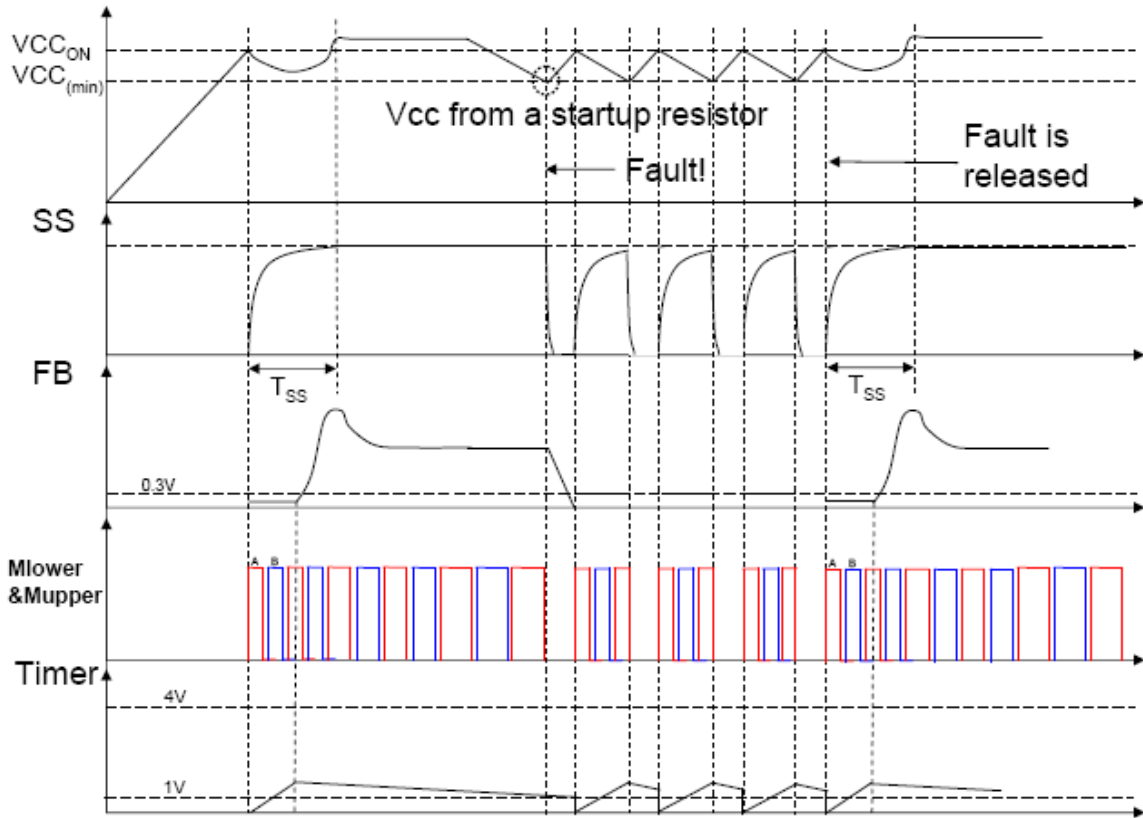 VCC_ON
VCC_(min)
Vcc from a startup resistor
Fault!
Fault is
released
SS
FB
T_SS
T_SS
0.3V
A B
A B
Mlower
&Mupper
Timer
4V
1V